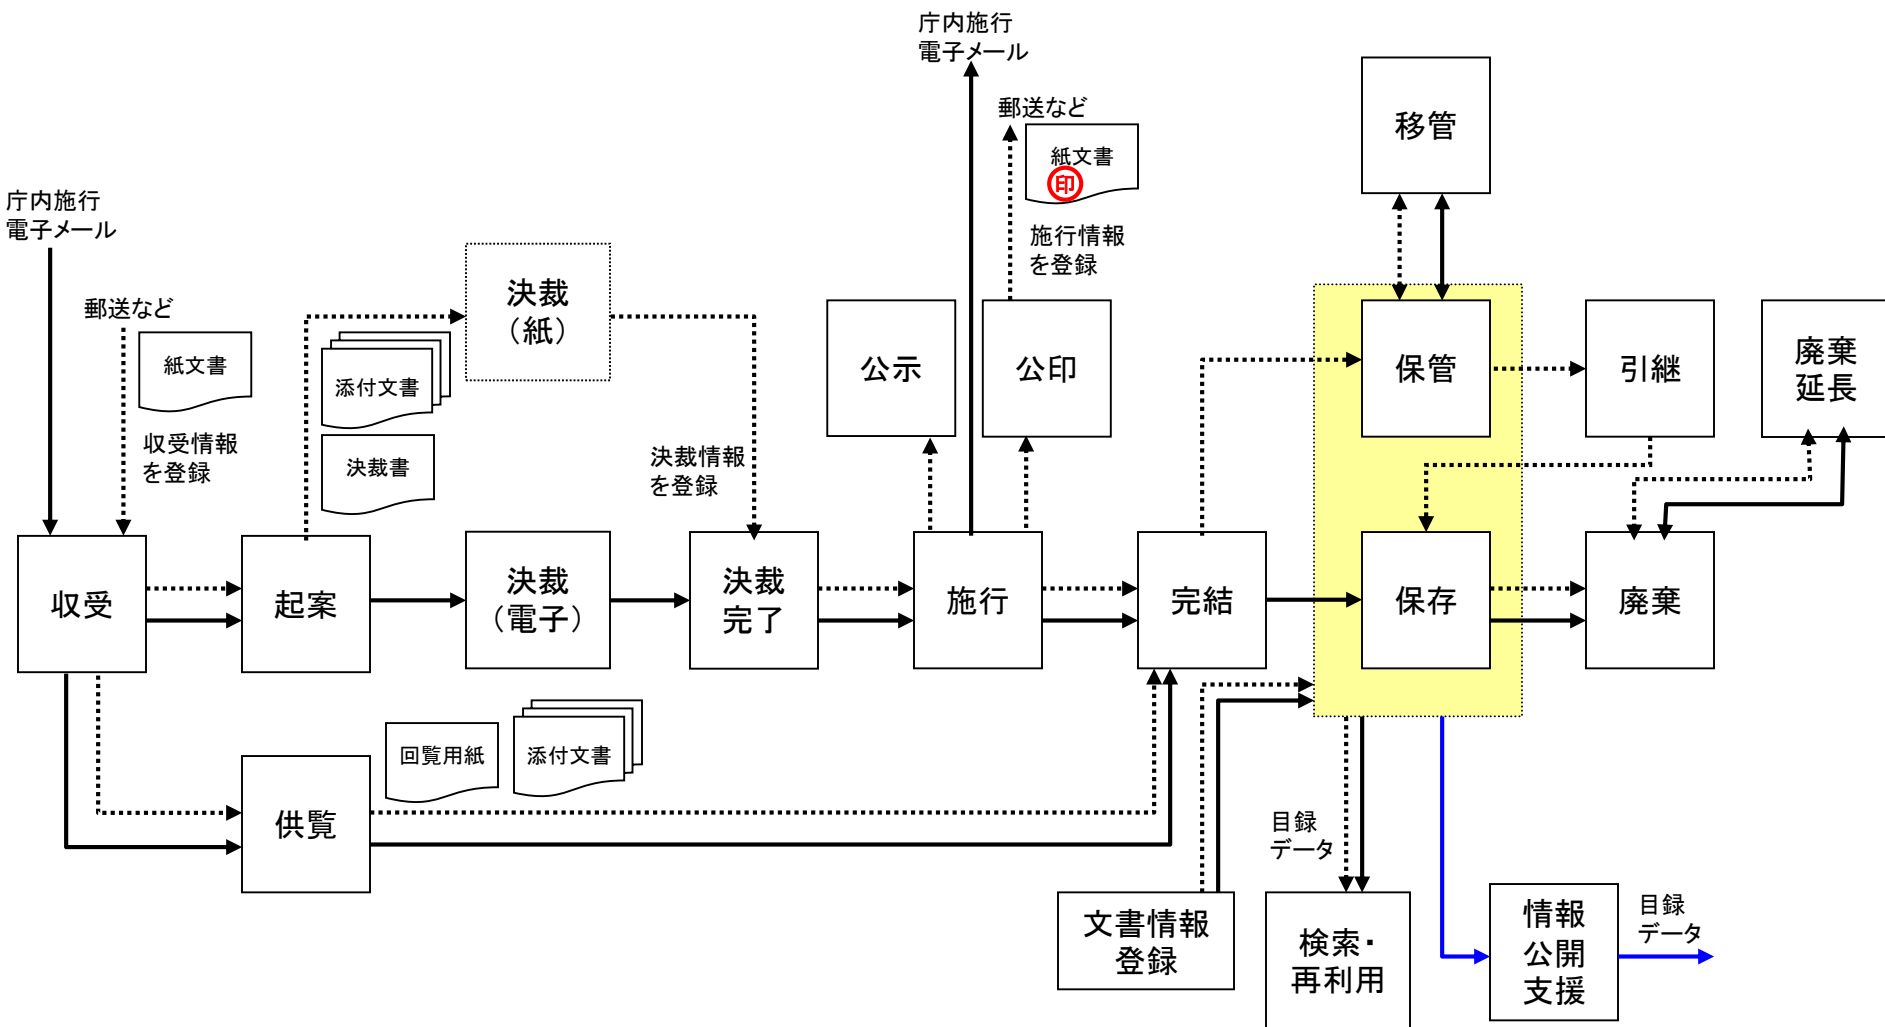 庁内施行
電子メール
郵送など
紙文書
印
施行情報
を登録
移管
庁内施行
電子メール
郵送など
紙文書
収受情報
を登録
決裁
（紙）
添付文書
決裁書
決裁情報
を登録
公示
公印
保管
引継
廃棄
延長
収受
起案
決裁
（電子）
決裁
完了
施行
完結
保存
廃棄
供覧
回覧用紙
添付文書
文書情報
登録
目録
データ
検索・
再利用
情報
公開
支援
目録
データ